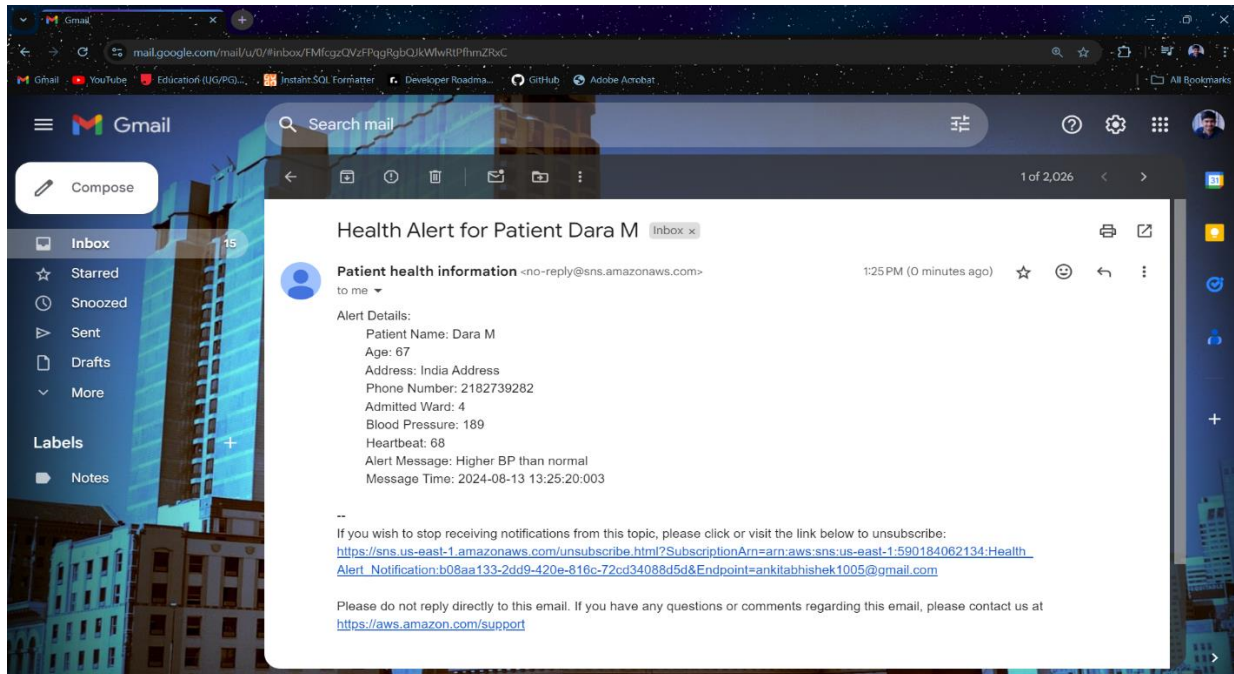 Gmail
mail.google.com/mail/u/0/#inbox/FMfcgzQVzFPqgRgbQJkWlwRtPfhmZRxC
Gmail YouTube Education (UG/PG)... Instant SQL Formatter Developer Roadma... GitHub Adobe Acrobat All Bookmarks
Gmail
Search mail
Compose
1 of 2,026
31
Inbox 15
Starred
Snoozed
Sent
Drafts
More
Labels
Notes
Health Alert for Patient Dara M Inbox x
Patient health information <no-reply@sns.amazonaws.com> 1:25 PM (0 minutes ago)
to me
Alert Details:
Patient Name: Dara M
Age: 67
Address: India Address
Phone Number: 2182739282
Admitted Ward: 4
Blood Pressure: 189
Heartbeat: 68
Alert Message: Higher BP than normal
Message Time: 2024-08-13 13:25:20:003
--
If you wish to stop receiving notifications from this topic, please click or visit the link below to unsubscribe:
https://sns.us-east-1.amazonaws.com/unsubscribe.html?SubscriptionArn=arn:aws:sns:us-east-1:590184062134:Health_
Alert_Notification:b08aa133-2dd9-420e-816c-72cd34088d5d&Endpoint=ankitabhishek1005@gmail.com
Please do not reply directly to this email. If you have any questions or comments regarding this email, please contact us at
https://aws.amazon.com/support